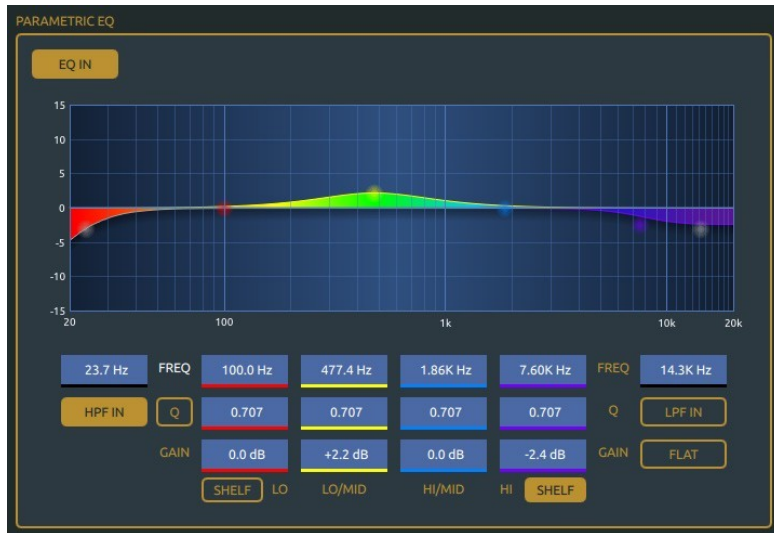 PARAMETRIC EQ
EQ IN
15
10
5
0
-5
-10
-15
20 100 1k 10k 20k
23.7 Hz FREQ 100.0 Hz 477.4 Hz 1.86K Hz 7.60K Hz FREQ 14.3K Hz
HPF IN Q 0.707 0.707 0.707 0.707 Q LPF IN
GAIN 0.0 dB +2.2 dB 0.0 dB -2.4 dB GAIN FLAT
SHELF LO LO/MID HI/MID HI SHELF